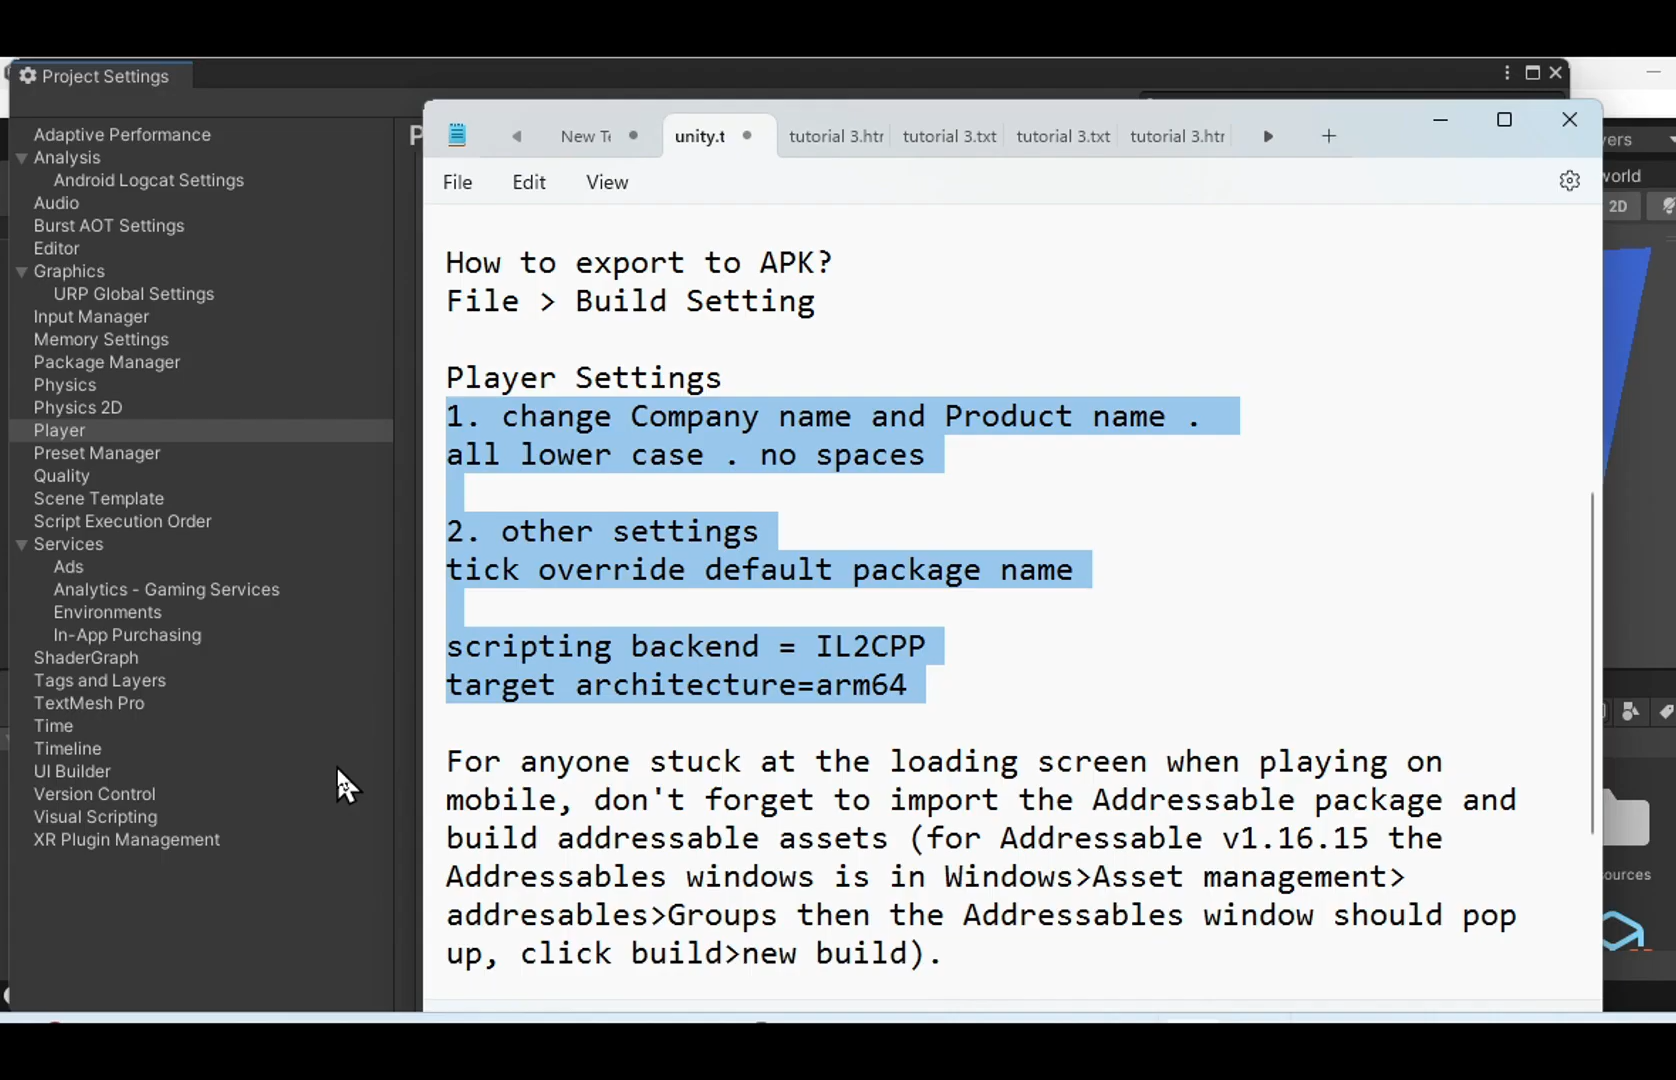 Project Settings
Adaptive Performance
Analysis
Android Logcat Settings
Audio
Burst AOT Settings
Editor
Graphics
URP Global Settings
Input Manager
Memory Settings
Package Manager
Physics
Physics 2D
Player
Preset Manager
Quality
Scene Template
Script Execution Order
Services
Ads
Analytics - Gaming Services
Environments
In-App Purchasing
ShaderGraph
Tags and Layers
TextMesh Pro
Time
Timeline
UI Builder
Version Control
Visual Scripting
XR Plugin Management
P
New Te unity.t tutorial 3.htr tutorial 3.txt tutorial 3.txt tutorial 3.htr
File Edit View
How to export to APK?
File > Build Setting
Player Settings
1. change Company name and Product name .
all lower case . no spaces
2. other settings
tick override default package name
scripting backend = IL2CPP
target architecture=arm64
For anyone stuck at the loading screen when playing on
mobile, don't forget to import the Addressable package and
build addressable assets (for Addressable v1.16.15 the
Addressables windows is in Windows>Asset management>
addresables>Groups then the Addressables window should pop
up, click build>new build).
yers
world
2D
ources